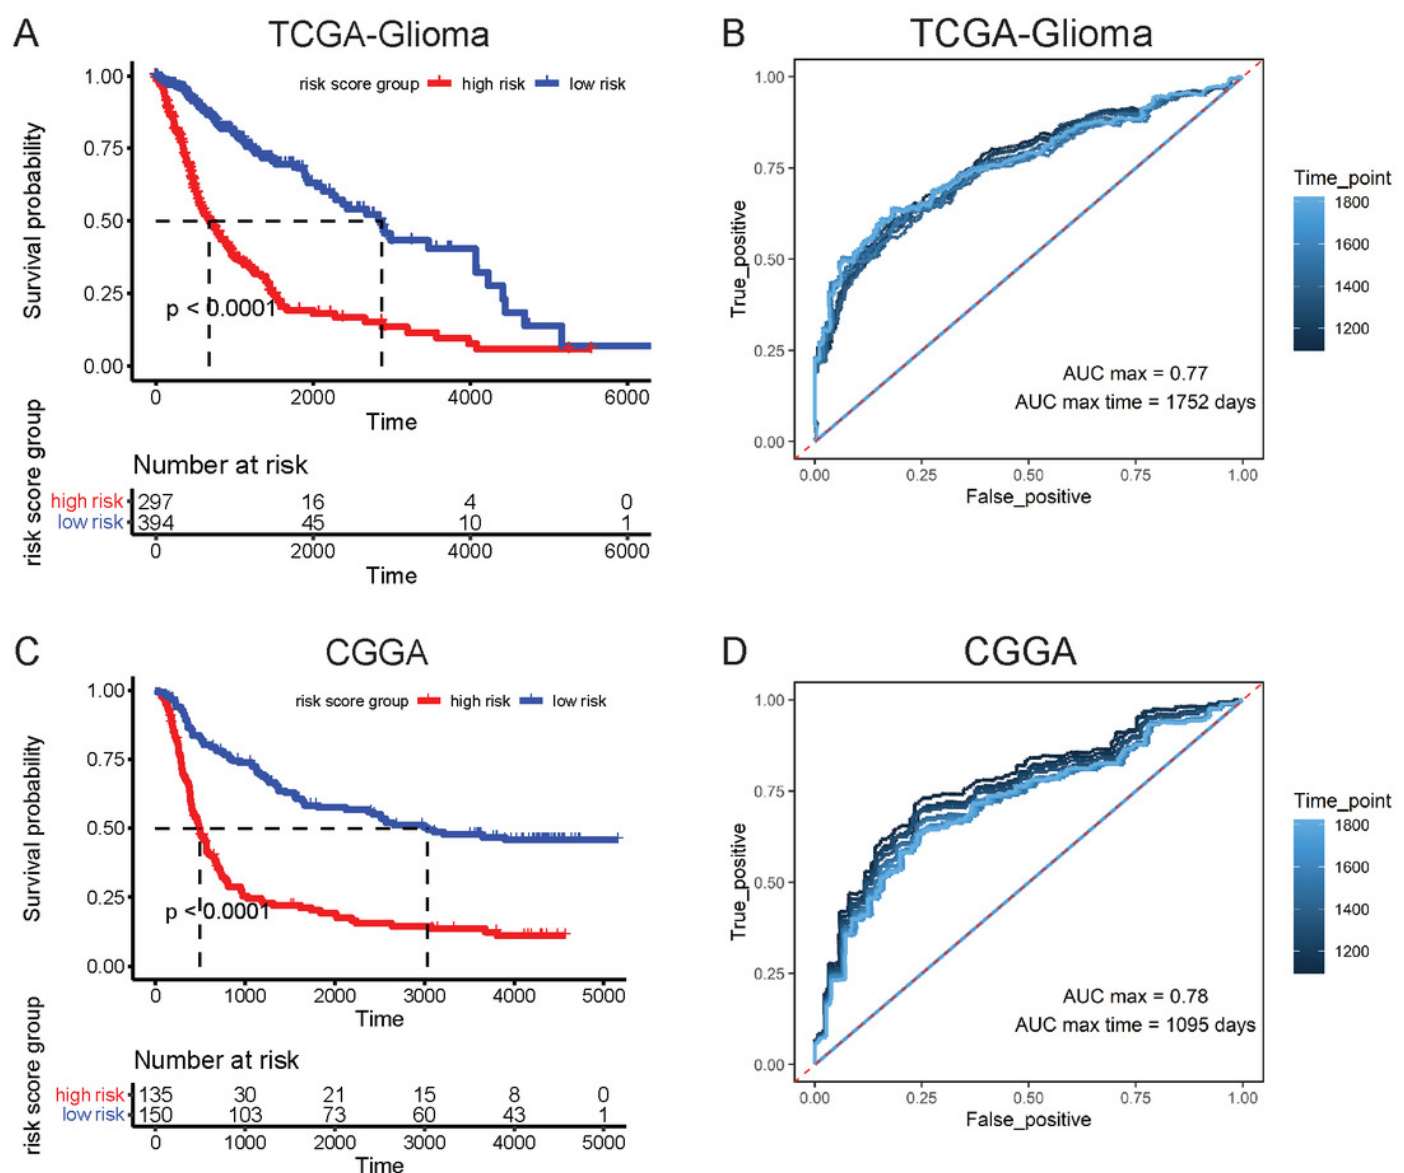 A
TCGA-Glioma
risk score group high risk low risk
Survival probability
1.00
0.75
0.50
0.25
0.00
p < 0.0001
0 2000 4000 6000
Time
risk score group
Number at risk
high risk 297 16 4 0
low risk 394 45 10 1
0 2000 4000 6000
Time
B
TCGA-Glioma
True_positive
1.00
0.75
0.50
0.25
0.00
AUC max = 0.77
AUC max time = 1752 days
0.00 0.25 0.50 0.75 1.00
False_positive
Time_point
1800
1600
1400
1200
C
CGGA
risk score group high risk low risk
Survival probability
1.00
0.75
0.50
0.25
0.00
p < 0.0001
0 1000 2000 3000 4000 5000
Time
risk score group
Number at risk
high risk 135 30 21 15 8 0
low risk 150 103 73 60 43 1
0 1000 2000 3000 4000 5000
Time
D
CGGA
True_positive
1.00
0.75
0.50
0.25
0.00
AUC max = 0.78
AUC max time = 1095 days
0.00 0.25 0.50 0.75 1.00
False_positive
Time_point
1800
1600
1400
1200